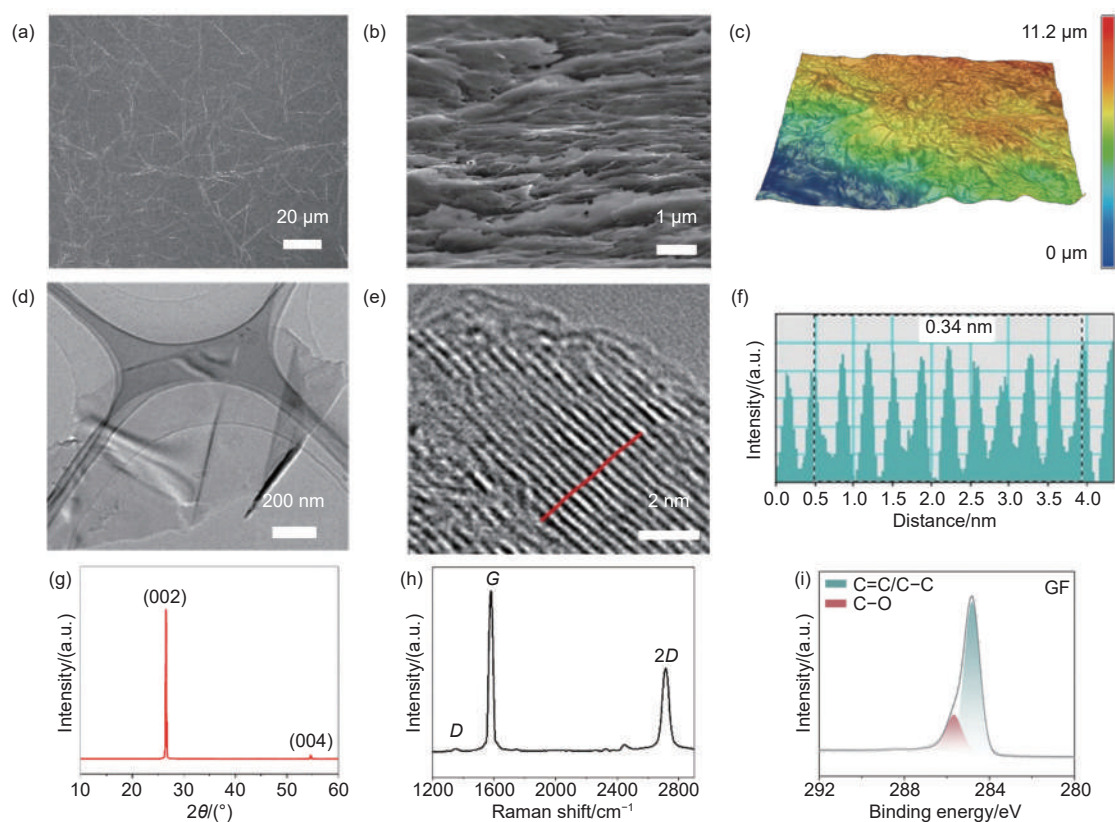 (a)
20 μm
(b)
1 μm
(c)
11.2 μm
0 μm
(d)
200 nm
(e)
2 nm
(f)
0.34 nm
Intensity/(a.u.)
0.0 0.5 1.0 1.5 2.0 2.5 3.0 3.5 4.0
Distance/nm
(g)
(002)
(004)
Intensity/(a.u.)
10 20 30 40 50 60
2θ/(°)
(h)
G
D
2D
Intensity/(a.u.)
1200 1600 2000 2400 2800
Raman shift/cm⁻¹
(i)
C=C/C−C
C−O
GF
Intensity/(a.u.)
292 288 284 280
Binding energy/eV